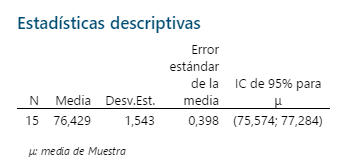 Estadísticas descriptivas
Error
estándar
de la IC de 95% para
N Media Desv.Est. media μ
15 76,429 1,543 0,398 (75,574; 77,284)
μ: media de Muestra